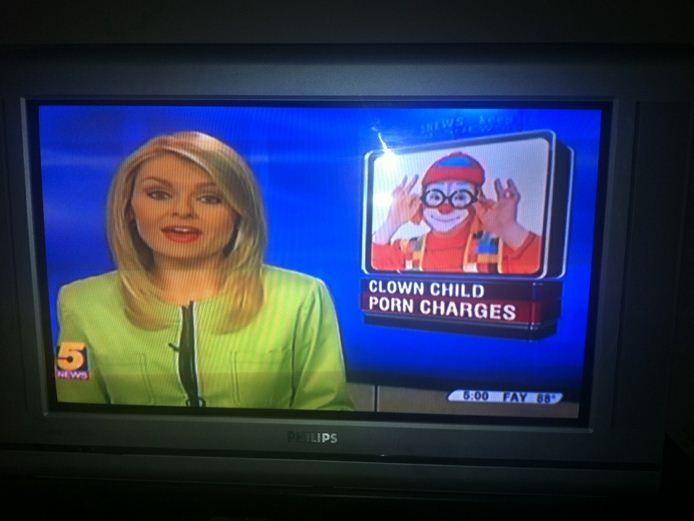 CLOWN CHILD
PORN CHARGES
5
NEWS
5:00 FAY 88°
PHILIPS